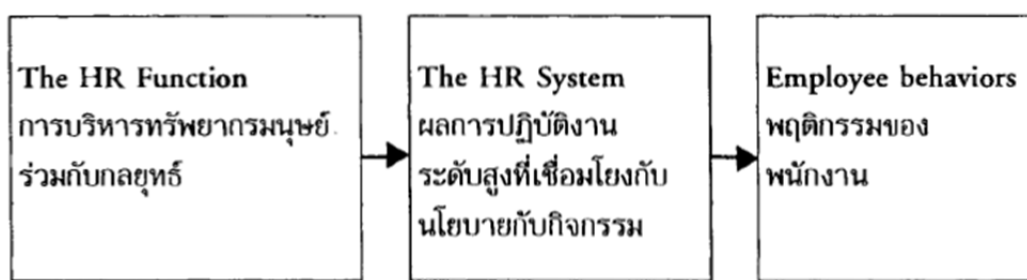 The HR Function
การบริหารทรัพยากรมนุษย์
ร่วมกับกลยุทธ์
The HR System
ผลการปฏิบัติงาน
ระดับสูงที่เชื่อมโยงกับ
นโยบายกับกิจกรรม
Employee behaviors
พฤติกรรมของ
พนักงาน